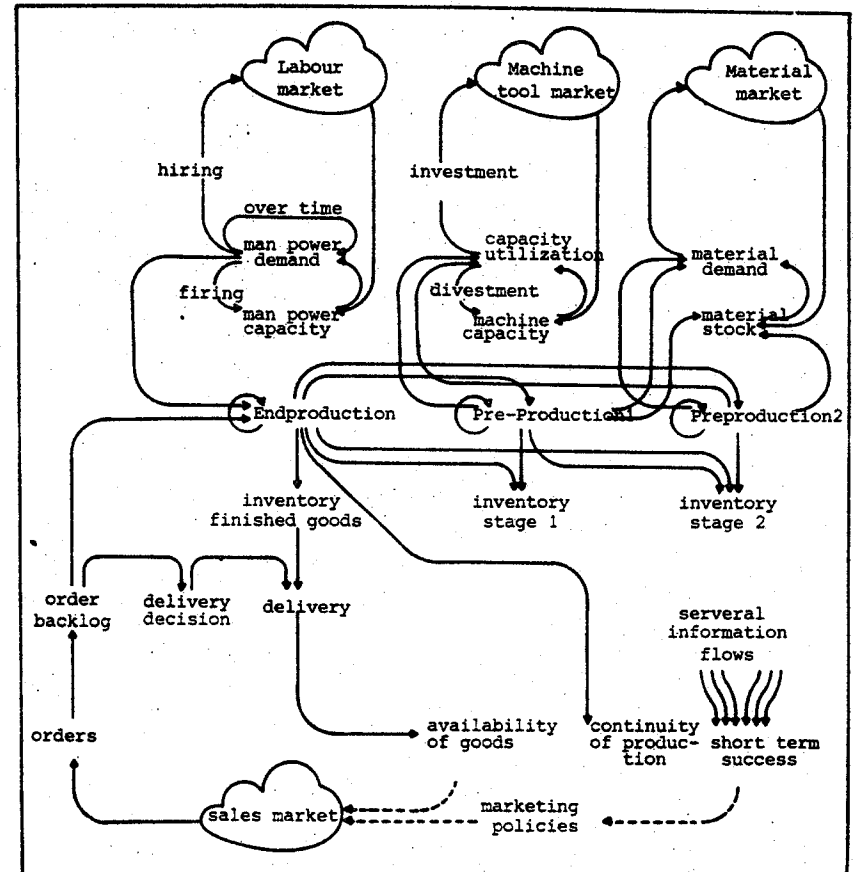 Labour
market
Machine
tool market
Material
market
hiring
investment
over time
man power
demand
capacity
utilization
material
demand
firing
divestment
man power
capacity
machine
capacity
material
stock
Endproduction
Pre-Production1
Preproduction2
inventory
finished goods
inventory
stage 1
inventory
stage 2
order
backlog
delivery
decision
delivery
serveral
information
flows
orders
availability
of goods
continuity
of produc-
tion
short term
success
sales market
marketing
policies